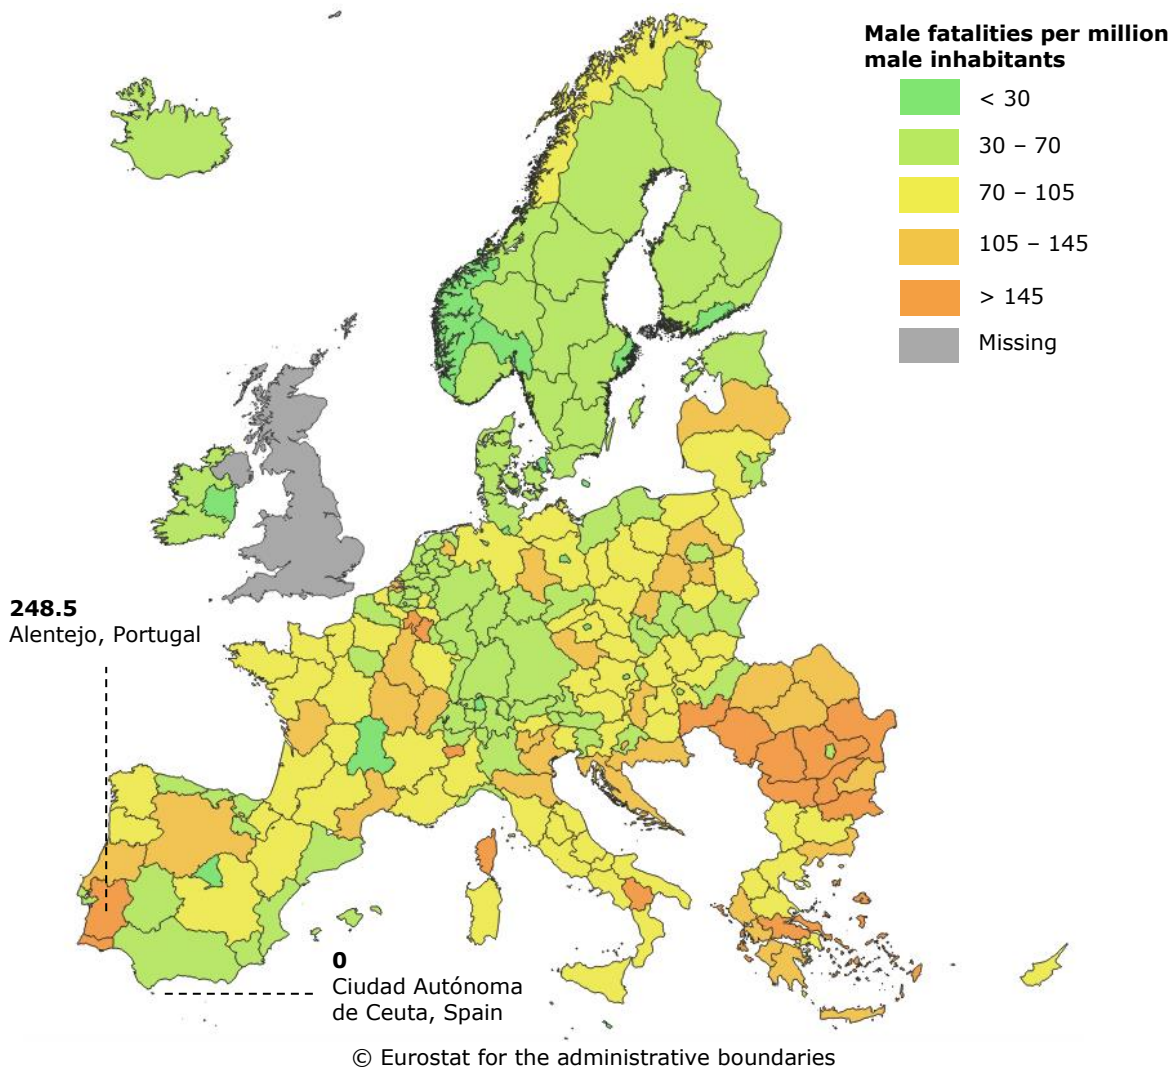 Male fatalities per million
male inhabitants
< 30
30 – 70
70 – 105
105 – 145
> 145
Missing
248.5
Alentejo, Portugal
0
Ciudad Autónoma
de Ceuta, Spain
© Eurostat for the administrative boundaries